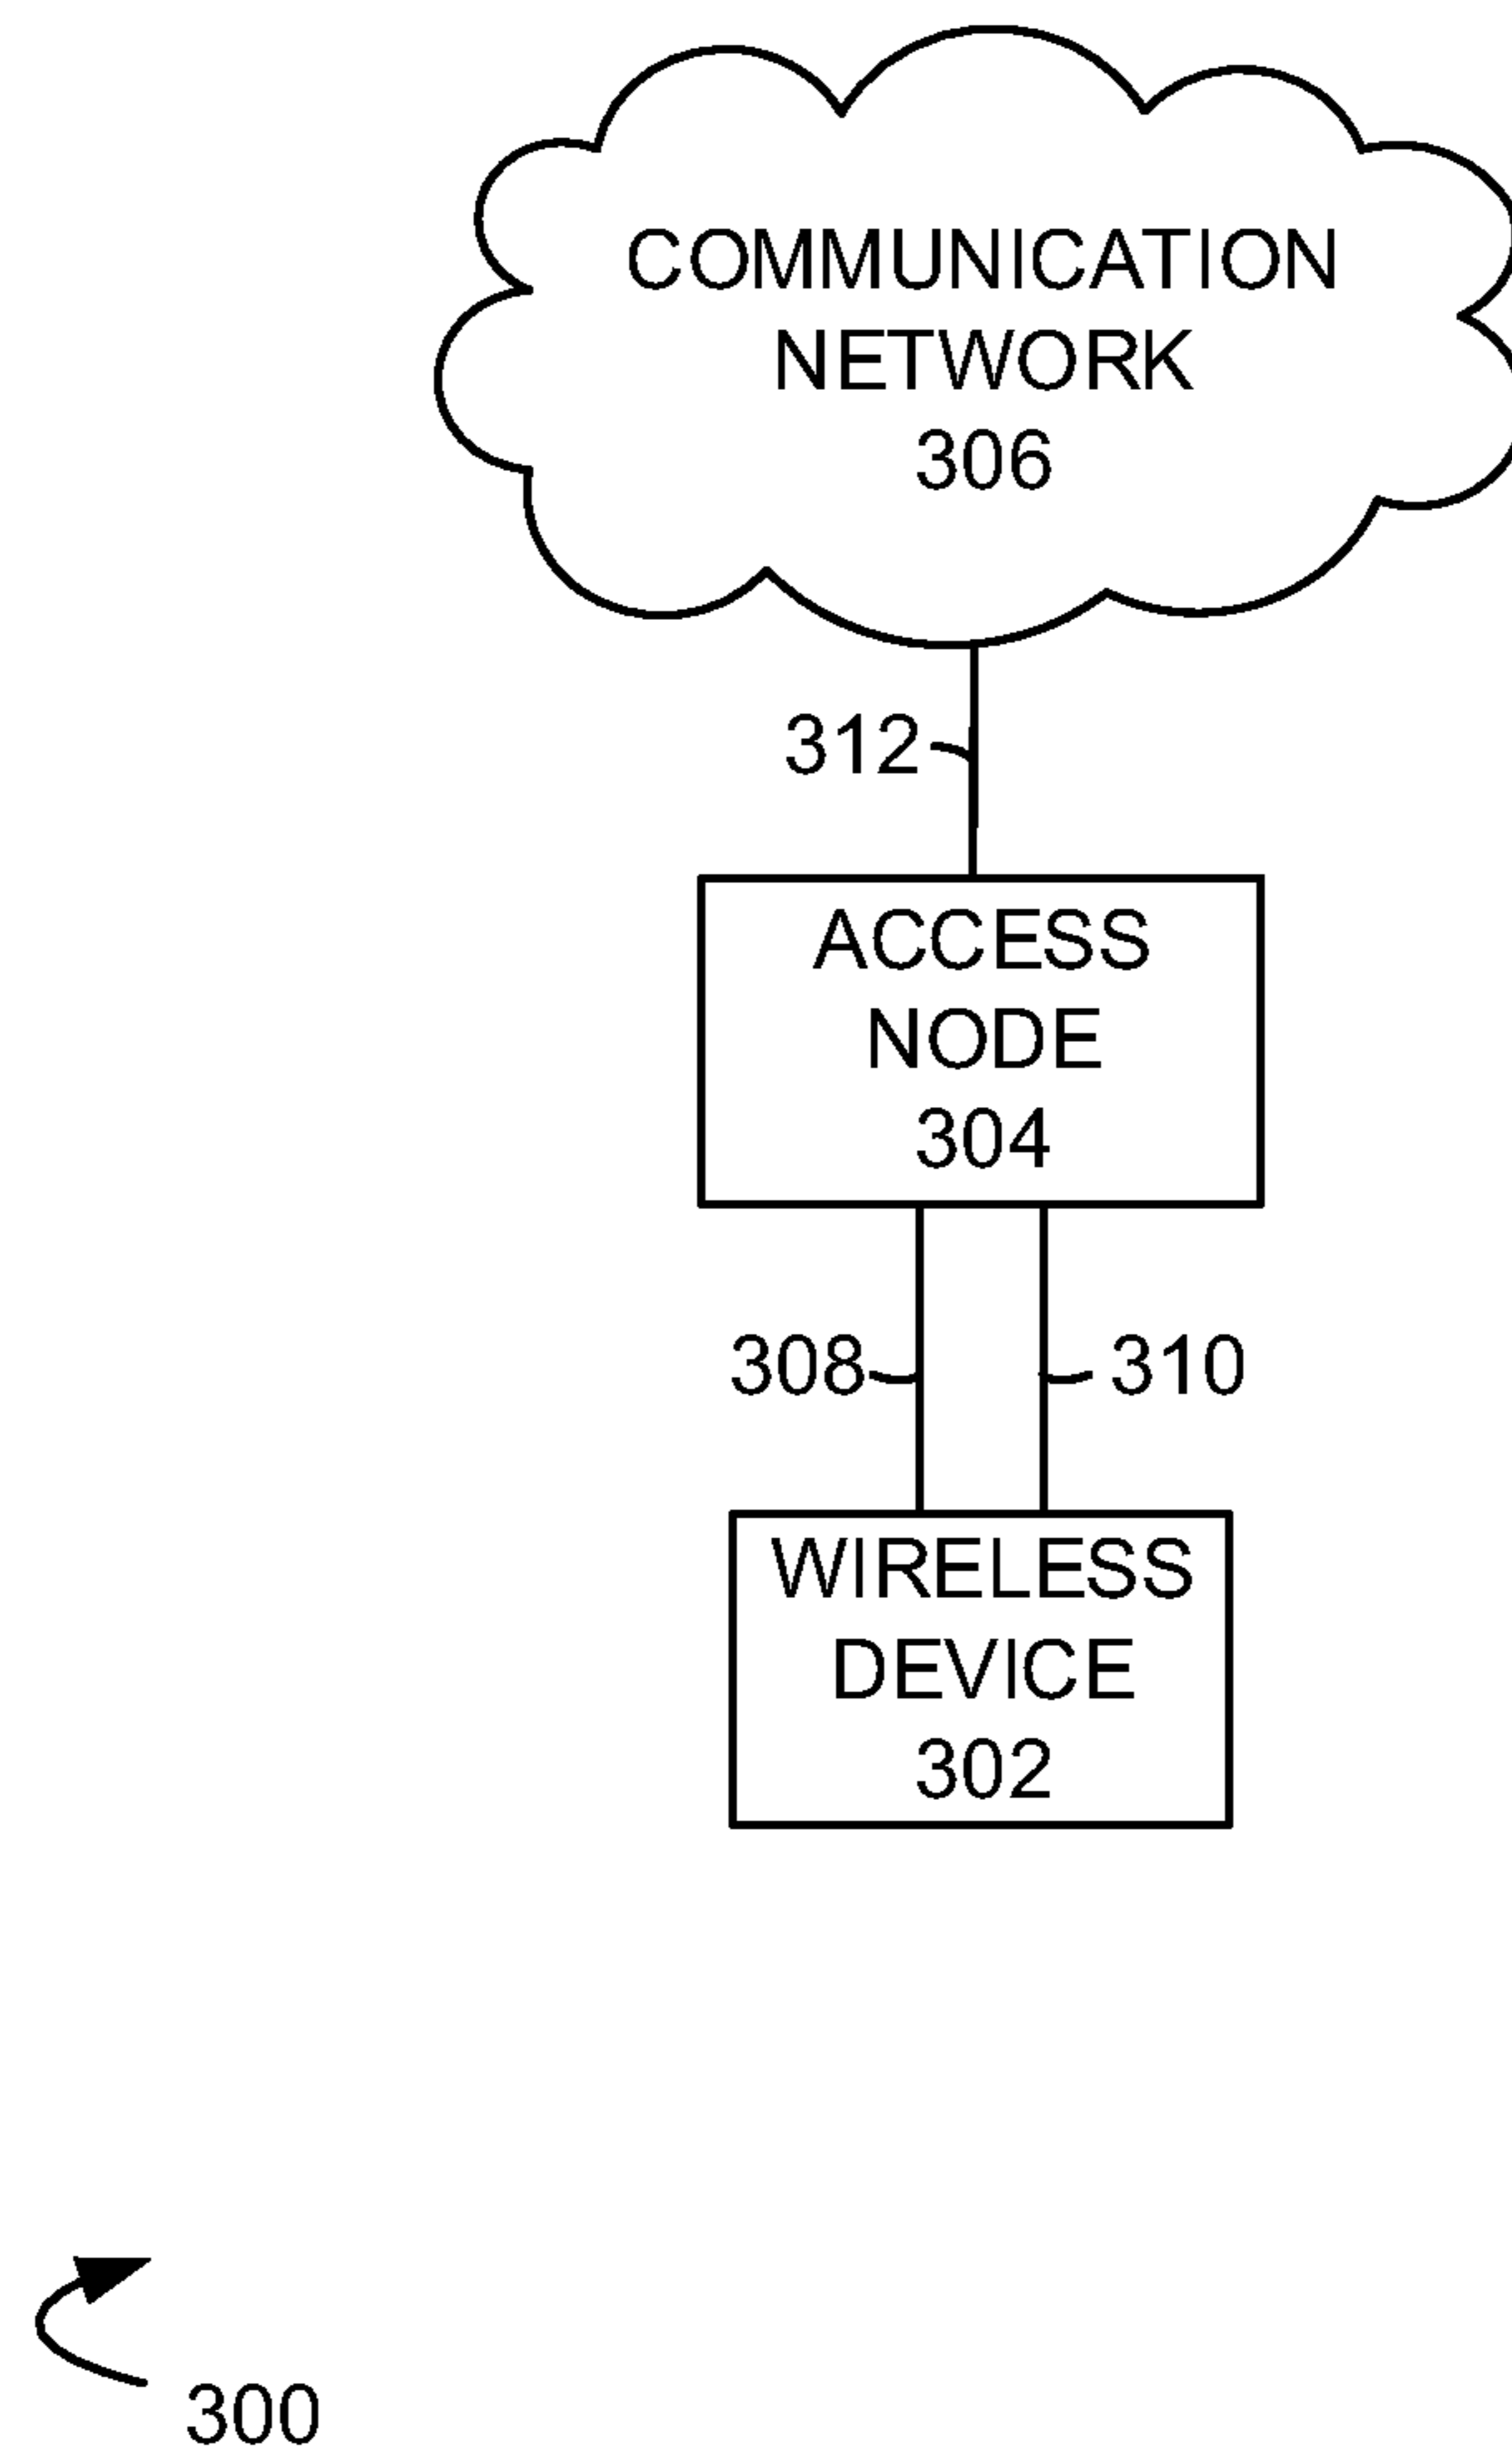 COMMUNICATION
NETWORK
306
312
ACCESS
NODE
304
308
310
WIRELESS
DEVICE
302
300